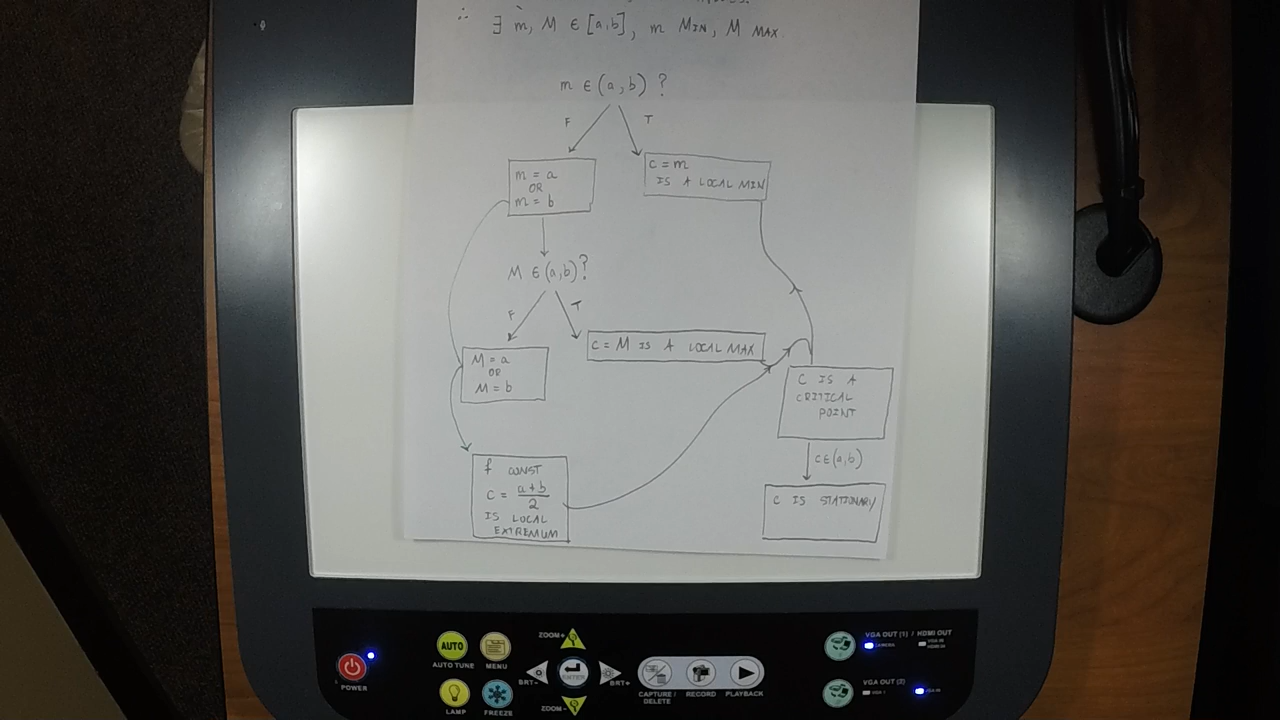 ∴ ∃ m, M ∈ [a,b], m MIN, M MAX.
m ∈ (a,b) ?
F T
m = a
OR
m = b
C = m
IS A LOCAL MIN
M ∈ (a,b)?
F T
M = a
OR
M = b
C = M IS A LOCAL MAX
C IS A
CRITICAL
POINT
C∈(a,b)
C IS STATIONARY
f CONST
C = a+b/2
IS LOCAL
EXTREMUM
POWER
AUTO
AUTO TUNE
MENU
LAMP
FREEZE
ZOOM+
BRT-
ENTER
BRT+
ZOOM-
CAPTURE / DELETE
RECORD
PLAYBACK
VGA OUT (1) / HDMI OUT
CAMERA
VGA OUT (2)